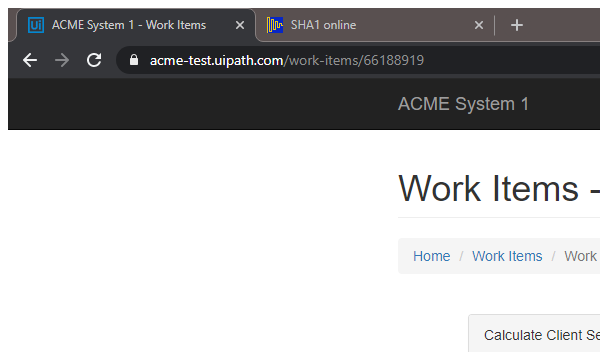 Ui ACME System 1 - Work Items SHA1 online
acme-test.uipath.com/work-items/66188919
ACME System 1
Work Items -
Home / Work Items / Work
Calculate Client Se